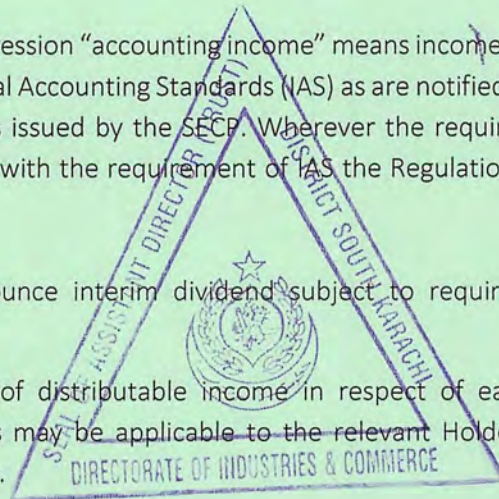 ression “accounting income” means income
al Accounting Standards (IAS) as are notified
s issued by the SECP. Wherever the requir
with the requirement of IAS the Regulatio
ounce interim dividend subject to requir
of distributable income in respect of ea
s may be applicable to the relevant Holde
SEAL OF ASSISTANT DIRECTOR (TRUST)
DISTRICT SOUTH KARACHI
DIRECTORATE OF INDUSTRIES & COMMERCE